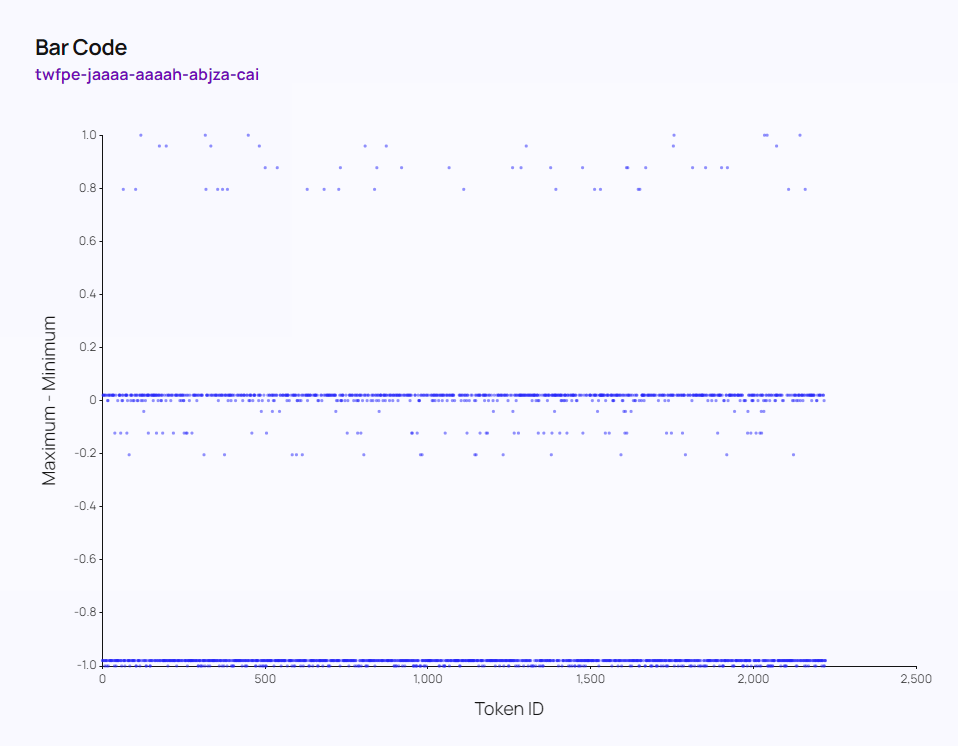 Bar Code
twfpe-jaaaa-aaaah-abjza-cai
1.0
0.8
0.6
0.4
0.2
0
-0.2
-0.4
-0.6
-0.8
-1.0
Maximum - Minimum
0 500 1,000 1,500 2,000 2,500
Token ID